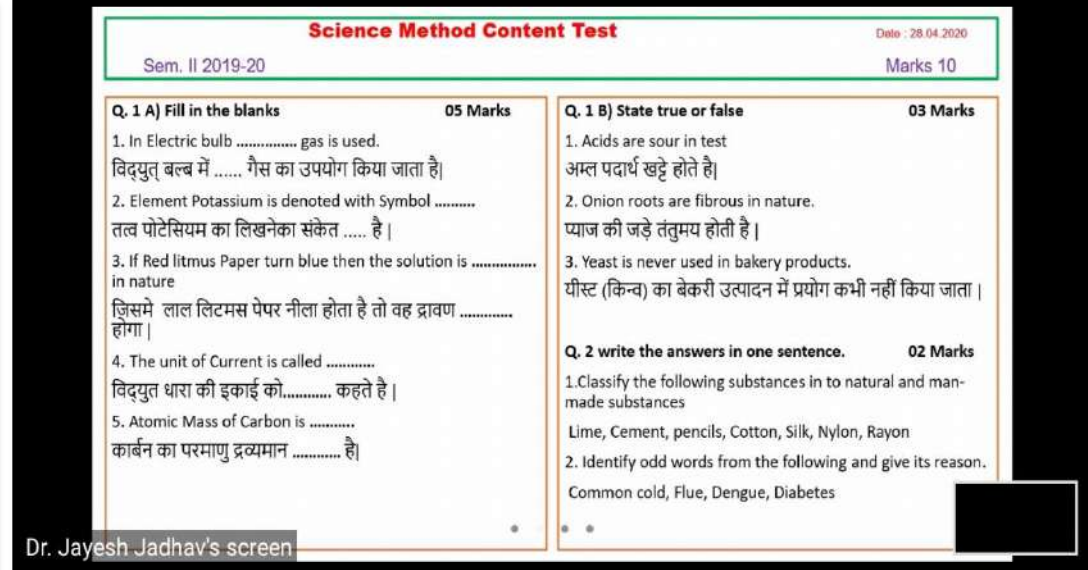 Science Method Content Test
Date : 28.04.2020
Sem. II 2019-20
Marks 10
Q. 1 A) Fill in the blanks 05 Marks
1. In Electric bulb ............... gas is used.
विद्युत् बल्ब में ...... गैस का उपयोग किया जाता है|
2. Element Potassium is denoted with Symbol ..........
तत्व पोटेसियम का लिखनेका संकेत ..... है |
3. If Red litmus Paper turn blue then the solution is ................
in nature
जिसमे लाल लिटमस पेपर नीला होता है तो वह द्रावण .............
होगा |
4. The unit of Current is called ............
विद्युत धारा की इकाई को............ कहते है |
5. Atomic Mass of Carbon is ...........
कार्बन का परमाणु द्रव्यमान ............ है|
Q. 1 B) State true or false 03 Marks
1. Acids are sour in test
अम्ल पदार्थ खट्टे होते है|
2. Onion roots are fibrous in nature.
प्याज की जड़े तंतुमय होती है |
3. Yeast is never used in bakery products.
यीस्ट (किन्व) का बेकरी उत्पादन में प्रयोग कभी नहीं किया जाता |
Q. 2 write the answers in one sentence. 02 Marks
1.Classify the following substances in to natural and man-
made substances
Lime, Cement, pencils, Cotton, Silk, Nylon, Rayon
2. Identify odd words from the following and give its reason.
Common cold, Flue, Dengue, Diabetes
Dr. Jayesh Jadhav's screen